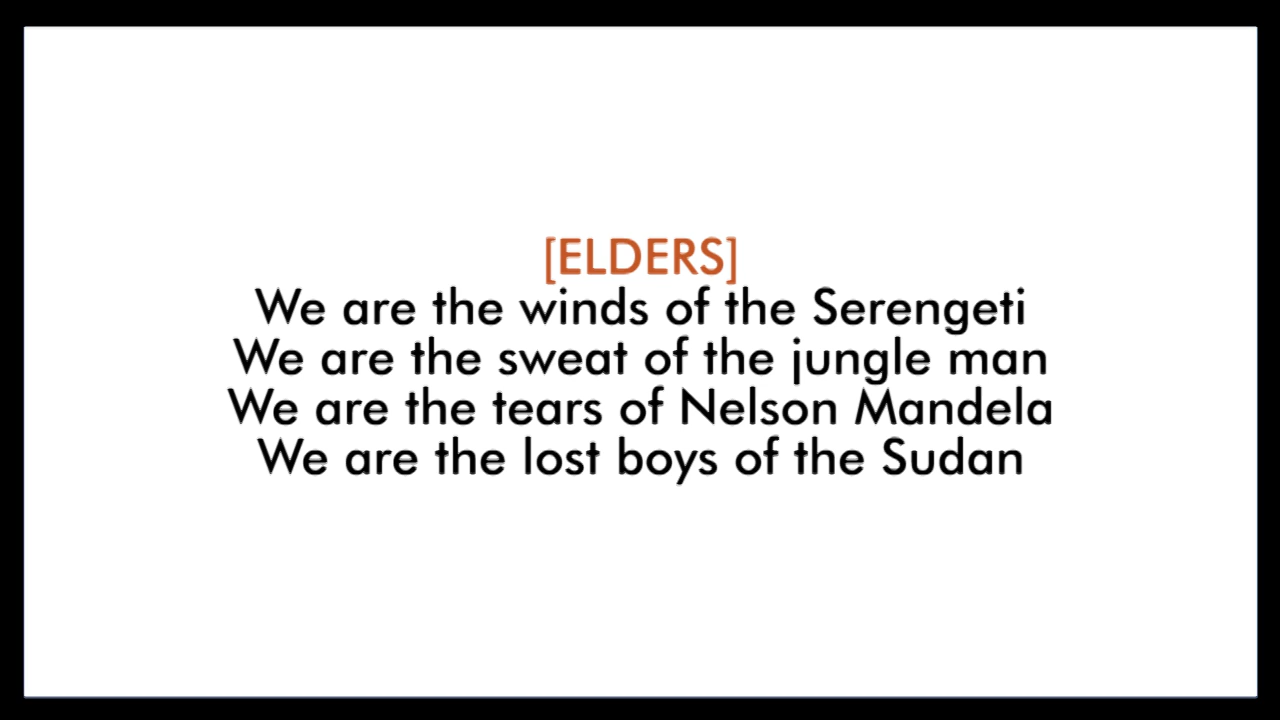 [ELDERS]
We are the winds of the Serengeti
We are the sweat of the jungle man
We are the tears of Nelson Mandela
We are the lost boys of the Sudan